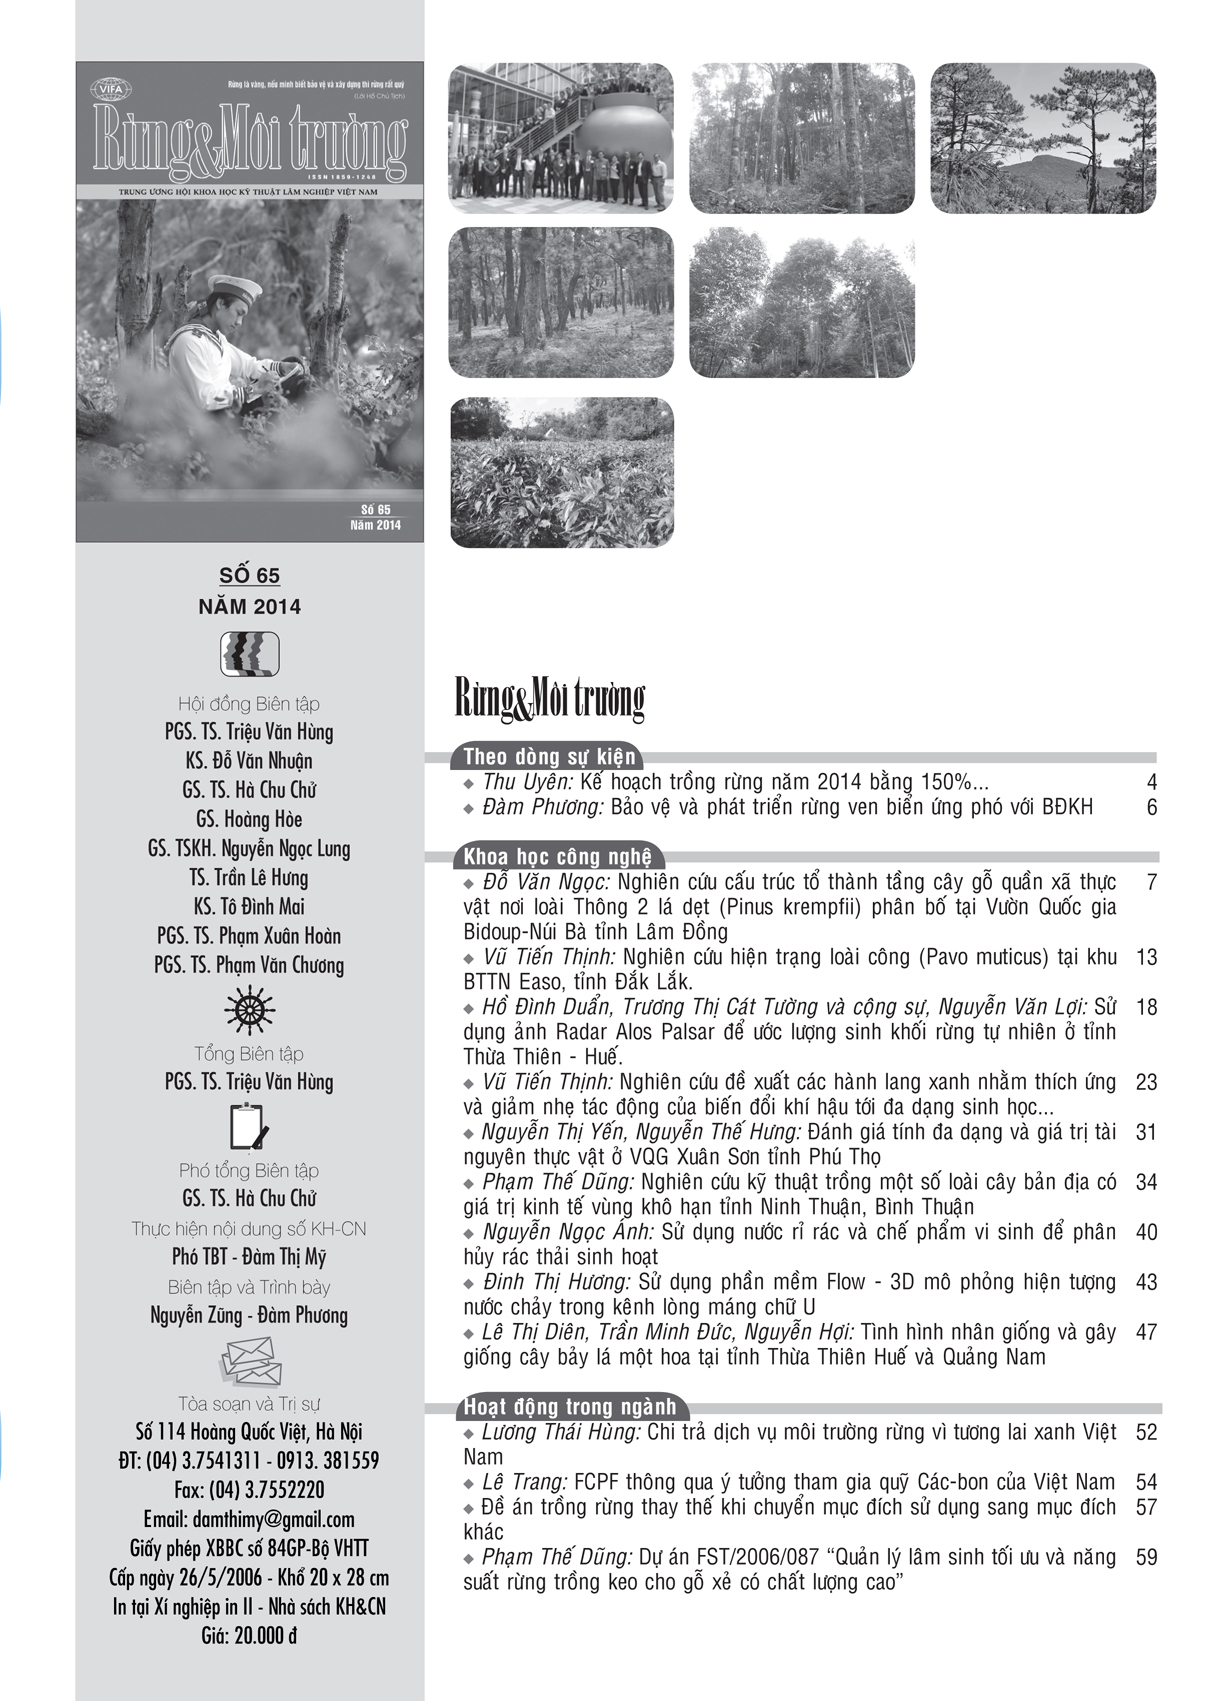 VIFA
Rừng là vàng, nếu mình biết bảo vệ và xây dựng thì rừng rất quý
(Lời Hồ Chủ Tịch)
Rừng&Môi trường
ISSN 1859-1248
TRUNG ƯƠNG HỘI KHOA HỌC KỸ THUẬT LÂM NGHIỆP VIỆT NAM
Số 65
Năm 2014
SỐ 65
NĂM 2014
Hội đồng Biên tập
PGS. TS. Triệu Văn Hùng
KS. Đỗ Văn Nhuận
GS. TS. Hà Chu Chử
GS. Hoàng Hòe
GS. TSKH. Nguyễn Ngọc Lung
TS. Trần Lê Hưng
KS. Tô Đình Mai
PGS. TS. Phạm Xuân Hoàn
PGS. TS. Phạm Văn Chương
Tổng Biên tập
PGS. TS. Triệu Văn Hùng
Phó tổng Biên tập
GS. TS. Hà Chu Chử
Thực hiện nội dung số KH-CN
Phó TBT - Đàm Thị Mỹ
Biên tập và Trình bày
Nguyễn Zũng - Đàm Phương
Tòa soạn và Trị sự
Số 114 Hoàng Quốc Việt, Hà Nội
ĐT: (04) 3.7541311 - 0913. 381559
Fax: (04) 3.7552220
Email: damthimy@gmail.com
Giấy phép XBBC số 84GP-Bộ VHTT
Cấp ngày 26/5/2006 - Khổ 20 x 28 cm
In tại Xí nghiệp in II - Nhà sách KH&CN
Giá: 20.000 đ
Rừng&Môi trường
Theo dòng sự kiện
◆ Thu Uyên: Kế hoạch trồng rừng năm 2014 bằng 150%... 4
◆ Đàm Phương: Bảo vệ và phát triển rừng ven biển ứng phó với BĐKH 6
Khoa học công nghệ
◆ Đỗ Văn Ngọc: Nghiên cứu cấu trúc tổ thành tầng cây gỗ quần xã thực 7
vật nơi loài Thông 2 lá dẹt (Pinus krempfii) phân bố tại Vườn Quốc gia
Bidoup-Núi Bà tỉnh Lâm Đồng
◆ Vũ Tiến Thịnh: Nghiên cứu hiện trạng loài công (Pavo muticus) tại khu 13
BTTN Easo, tỉnh Đắk Lắk.
◆ Hồ Đình Duẩn, Trương Thị Cát Tường và cộng sự, Nguyễn Văn Lợi: Sử 18
dụng ảnh Radar Alos Palsar để ước lượng sinh khối rừng tự nhiên ở tỉnh
Thừa Thiên - Huế.
◆ Vũ Tiến Thịnh: Nghiên cứu đề xuất các hành lang xanh nhằm thích ứng 23
và giảm nhẹ tác động của biến đổi khí hậu tới đa dạng sinh học...
◆ Nguyễn Thị Yến, Nguyễn Thế Hưng: Đánh giá tính đa dạng và giá trị tài 31
nguyên thực vật ở VQG Xuân Sơn tỉnh Phú Thọ
◆ Phạm Thế Dũng: Nghiên cứu kỹ thuật trồng một số loài cây bản địa có 34
giá trị kinh tế vùng khô hạn tỉnh Ninh Thuận, Bình Thuận
◆ Nguyễn Ngọc Ánh: Sử dụng nước rỉ rác và chế phẩm vi sinh để phân 40
hủy rác thải sinh hoạt
◆ Đinh Thị Hương: Sử dụng phần mềm Flow - 3D mô phỏng hiện tượng 43
nước chảy trong kênh lòng máng chữ U
◆ Lê Thị Diên, Trần Minh Đức, Nguyễn Hợi: Tình hình nhân giống và gây 47
giống cây bảy lá một hoa tại tỉnh Thừa Thiên Huế và Quảng Nam
Hoạt động trong ngành
◆ Lương Thái Hùng: Chi trả dịch vụ môi trường rừng vì tương lai xanh Việt 52
Nam
◆ Lê Trang: FCPF thông qua ý tưởng tham gia quỹ Các-bon của Việt Nam 54
◆ Đề án trồng rừng thay thế khi chuyển mục đích sử dụng sang mục đích 57
khác
◆ Phạm Thế Dũng: Dự án FST/2006/087 “Quản lý lâm sinh tối ưu và năng 59
suất rừng trồng keo cho gỗ xẻ có chất lượng cao”